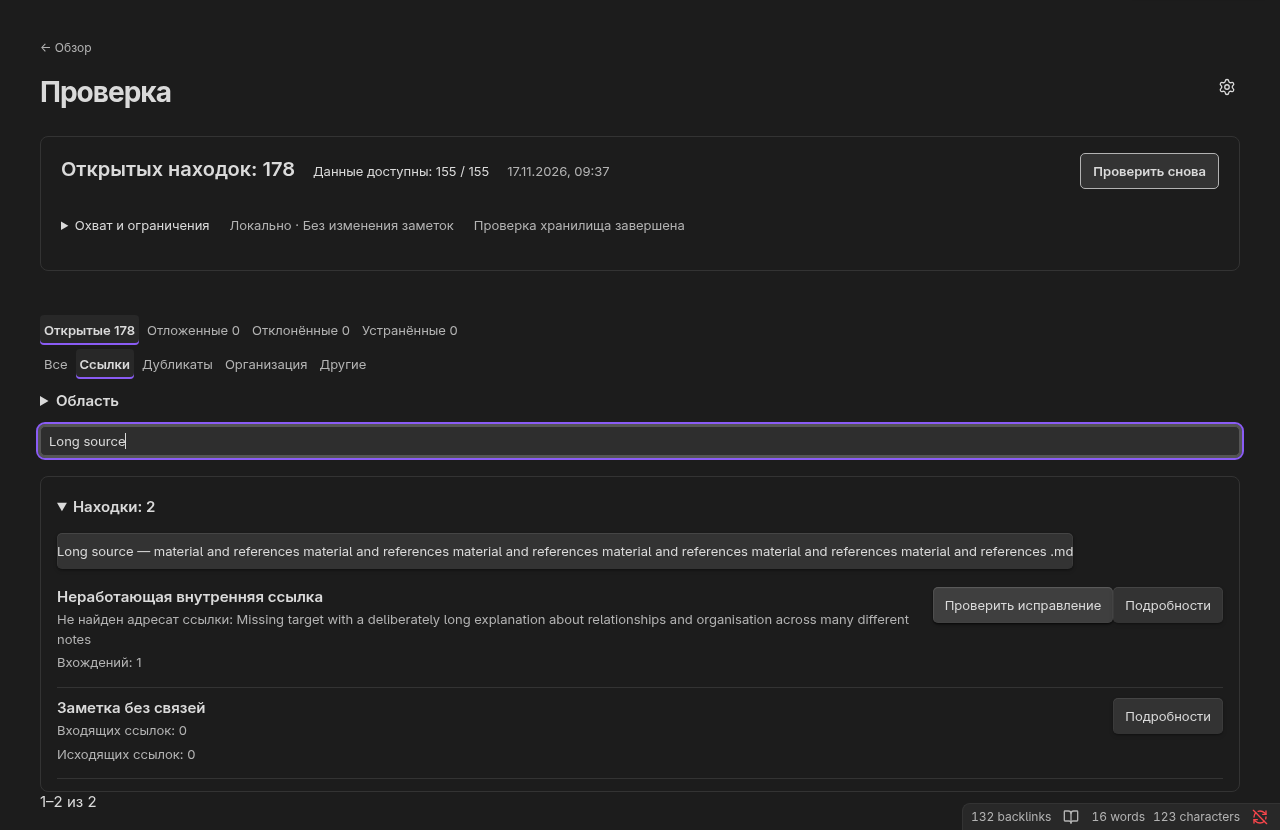 ← Обзор
Проверка
Открытых находок: 178 Данные доступны: 155 / 155 17.11.2026, 09:37 Проверить снова
Охват и ограничения Локально · Без изменения заметок Проверка хранилища завершена
Открытые 178 Отложенные 0 Отклонённые 0 Устранённые 0
Все Ссылки Дубликаты Организация Другие
Область
Long source
Находки: 2
Long source — material and references material and references material and references material and references material and references material and references .md
Неработающая внутренняя ссылка Проверить исправление Подробности
Не найден адресат ссылки: Missing target with a deliberately long explanation about relationships and organisation across many different
notes
Вхождений: 1
Заметка без связей Подробности
Входящих ссылок: 0
Исходящих ссылок: 0
1–2 из 2
132 backlinks 16 words 123 characters